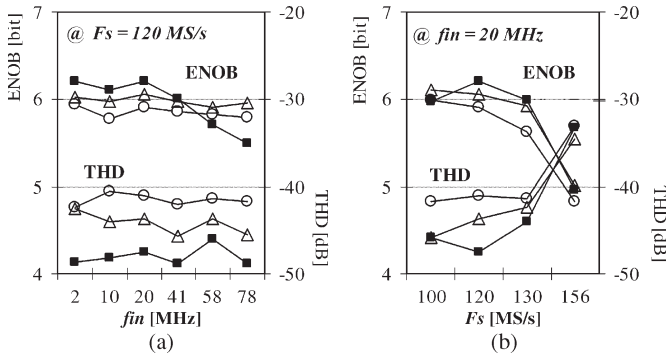 ENOB [bit]
7
6
5
4
@ Fs = 120 MS/s
ENOB
THD
-20
-30
-40
-50
THD [dB]
2 10 20 41 58 78
fin [MHz]
(a)
ENOB [bit]
7
6
5
4
@ fin = 20 MHz
ENOB
THD
-20
-30
-40
-50
THD [dB]
100 120 130 156
Fs [MS/s]
(b)